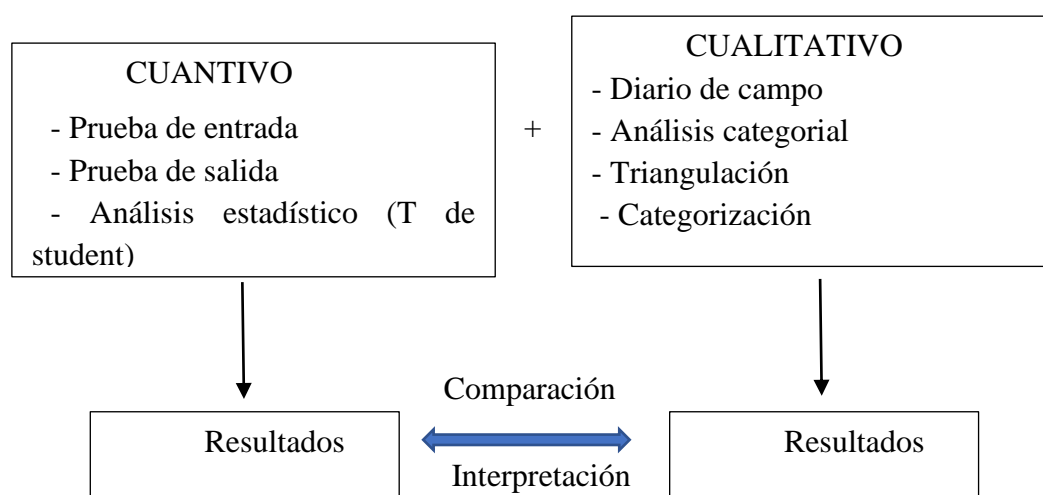 CUANTIVO
- Prueba de entrada
- Prueba de salida
- Análisis estadístico (T de
student)
+
CUALITATIVO
- Diario de campo
- Análisis categorial
- Triangulación
- Categorización
Resultados
Comparación
Interpretación
Resultados